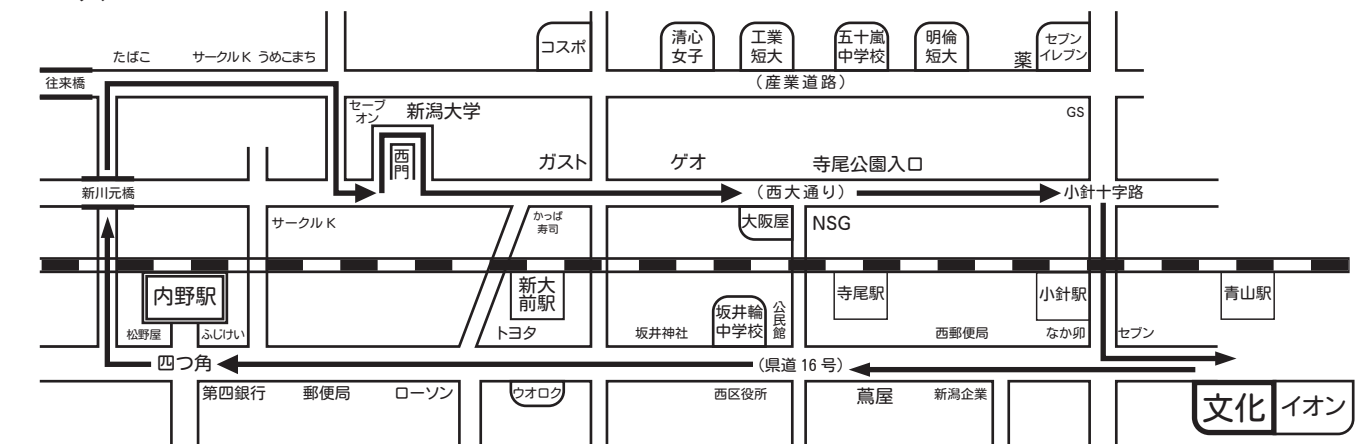 コスポ
清心
女子
工業
短大
五十嵐
中学校
明倫
短大
薬
セブン
イレブン
たばこ
サークルK
うめこまち
往来橋
(産業道路)
セーブ
オン
新潟大学
GS
西門
ガスト
ゲオ
寺尾公園入口
新川元橋
(西大通り)
小針十字路
サークルK
かっぱ
寿司
大阪屋
NSG
内野駅
新大
前駅
寺尾駅
小針駅
青山駅
坂井輪
中学校
公民館
松野屋
ふじけい
トヨタ
坂井神社
西郵便局
なか卯
セブン
四つ角
(県道16号)
第四銀行
郵便局
ローソン
ウオロク
西区役所
蔦屋
新潟企業
文化
イオン